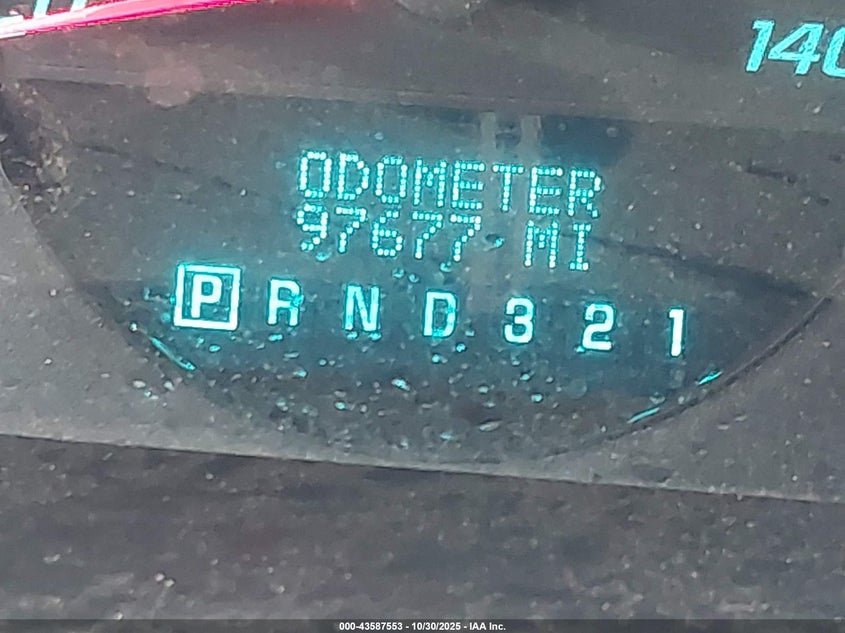 140
ODOMETER
97677 MI
P R N D 3 2 1
000-43587553 - 10/30/2025 - IAA Inc.